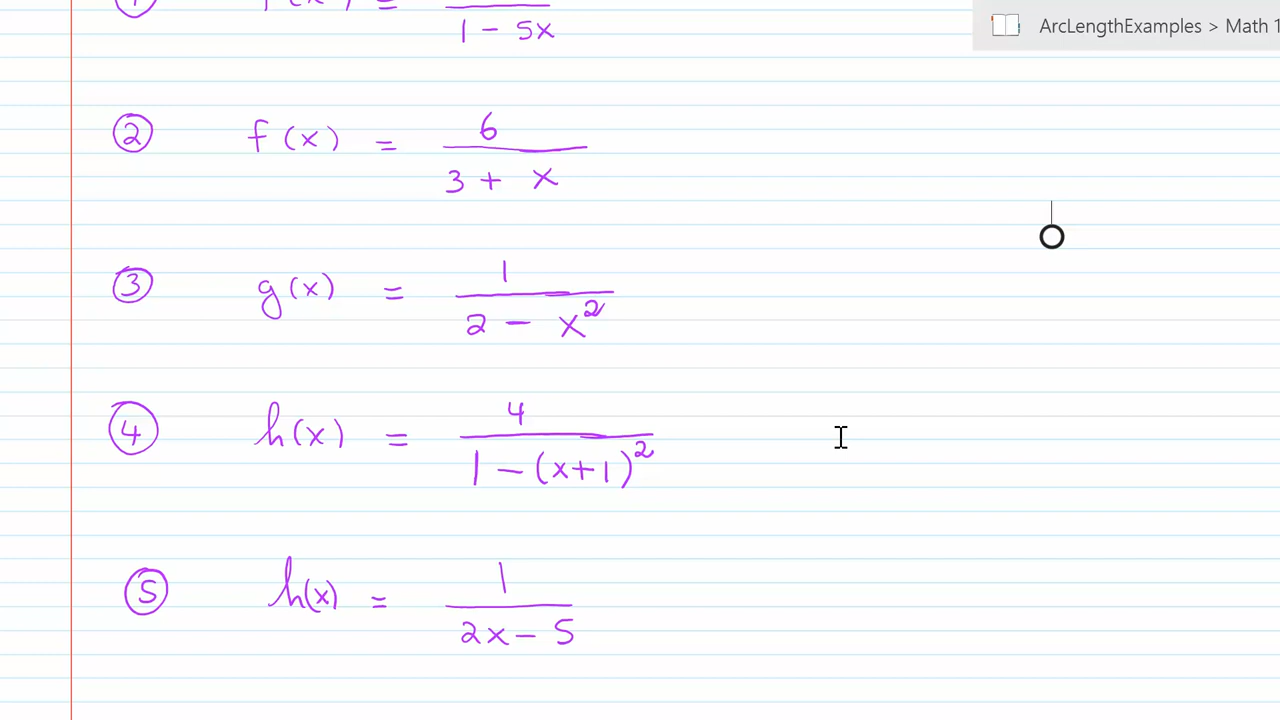 ArcLengthExamples > Math 1
1 - 5x
② f(x) = 6 / (3 + x)
③ g(x) = 1 / (2 - x²)
④ h(x) = 4 / (1 - (x+1)²)
⑤ h(x) = 1 / (2x - 5)